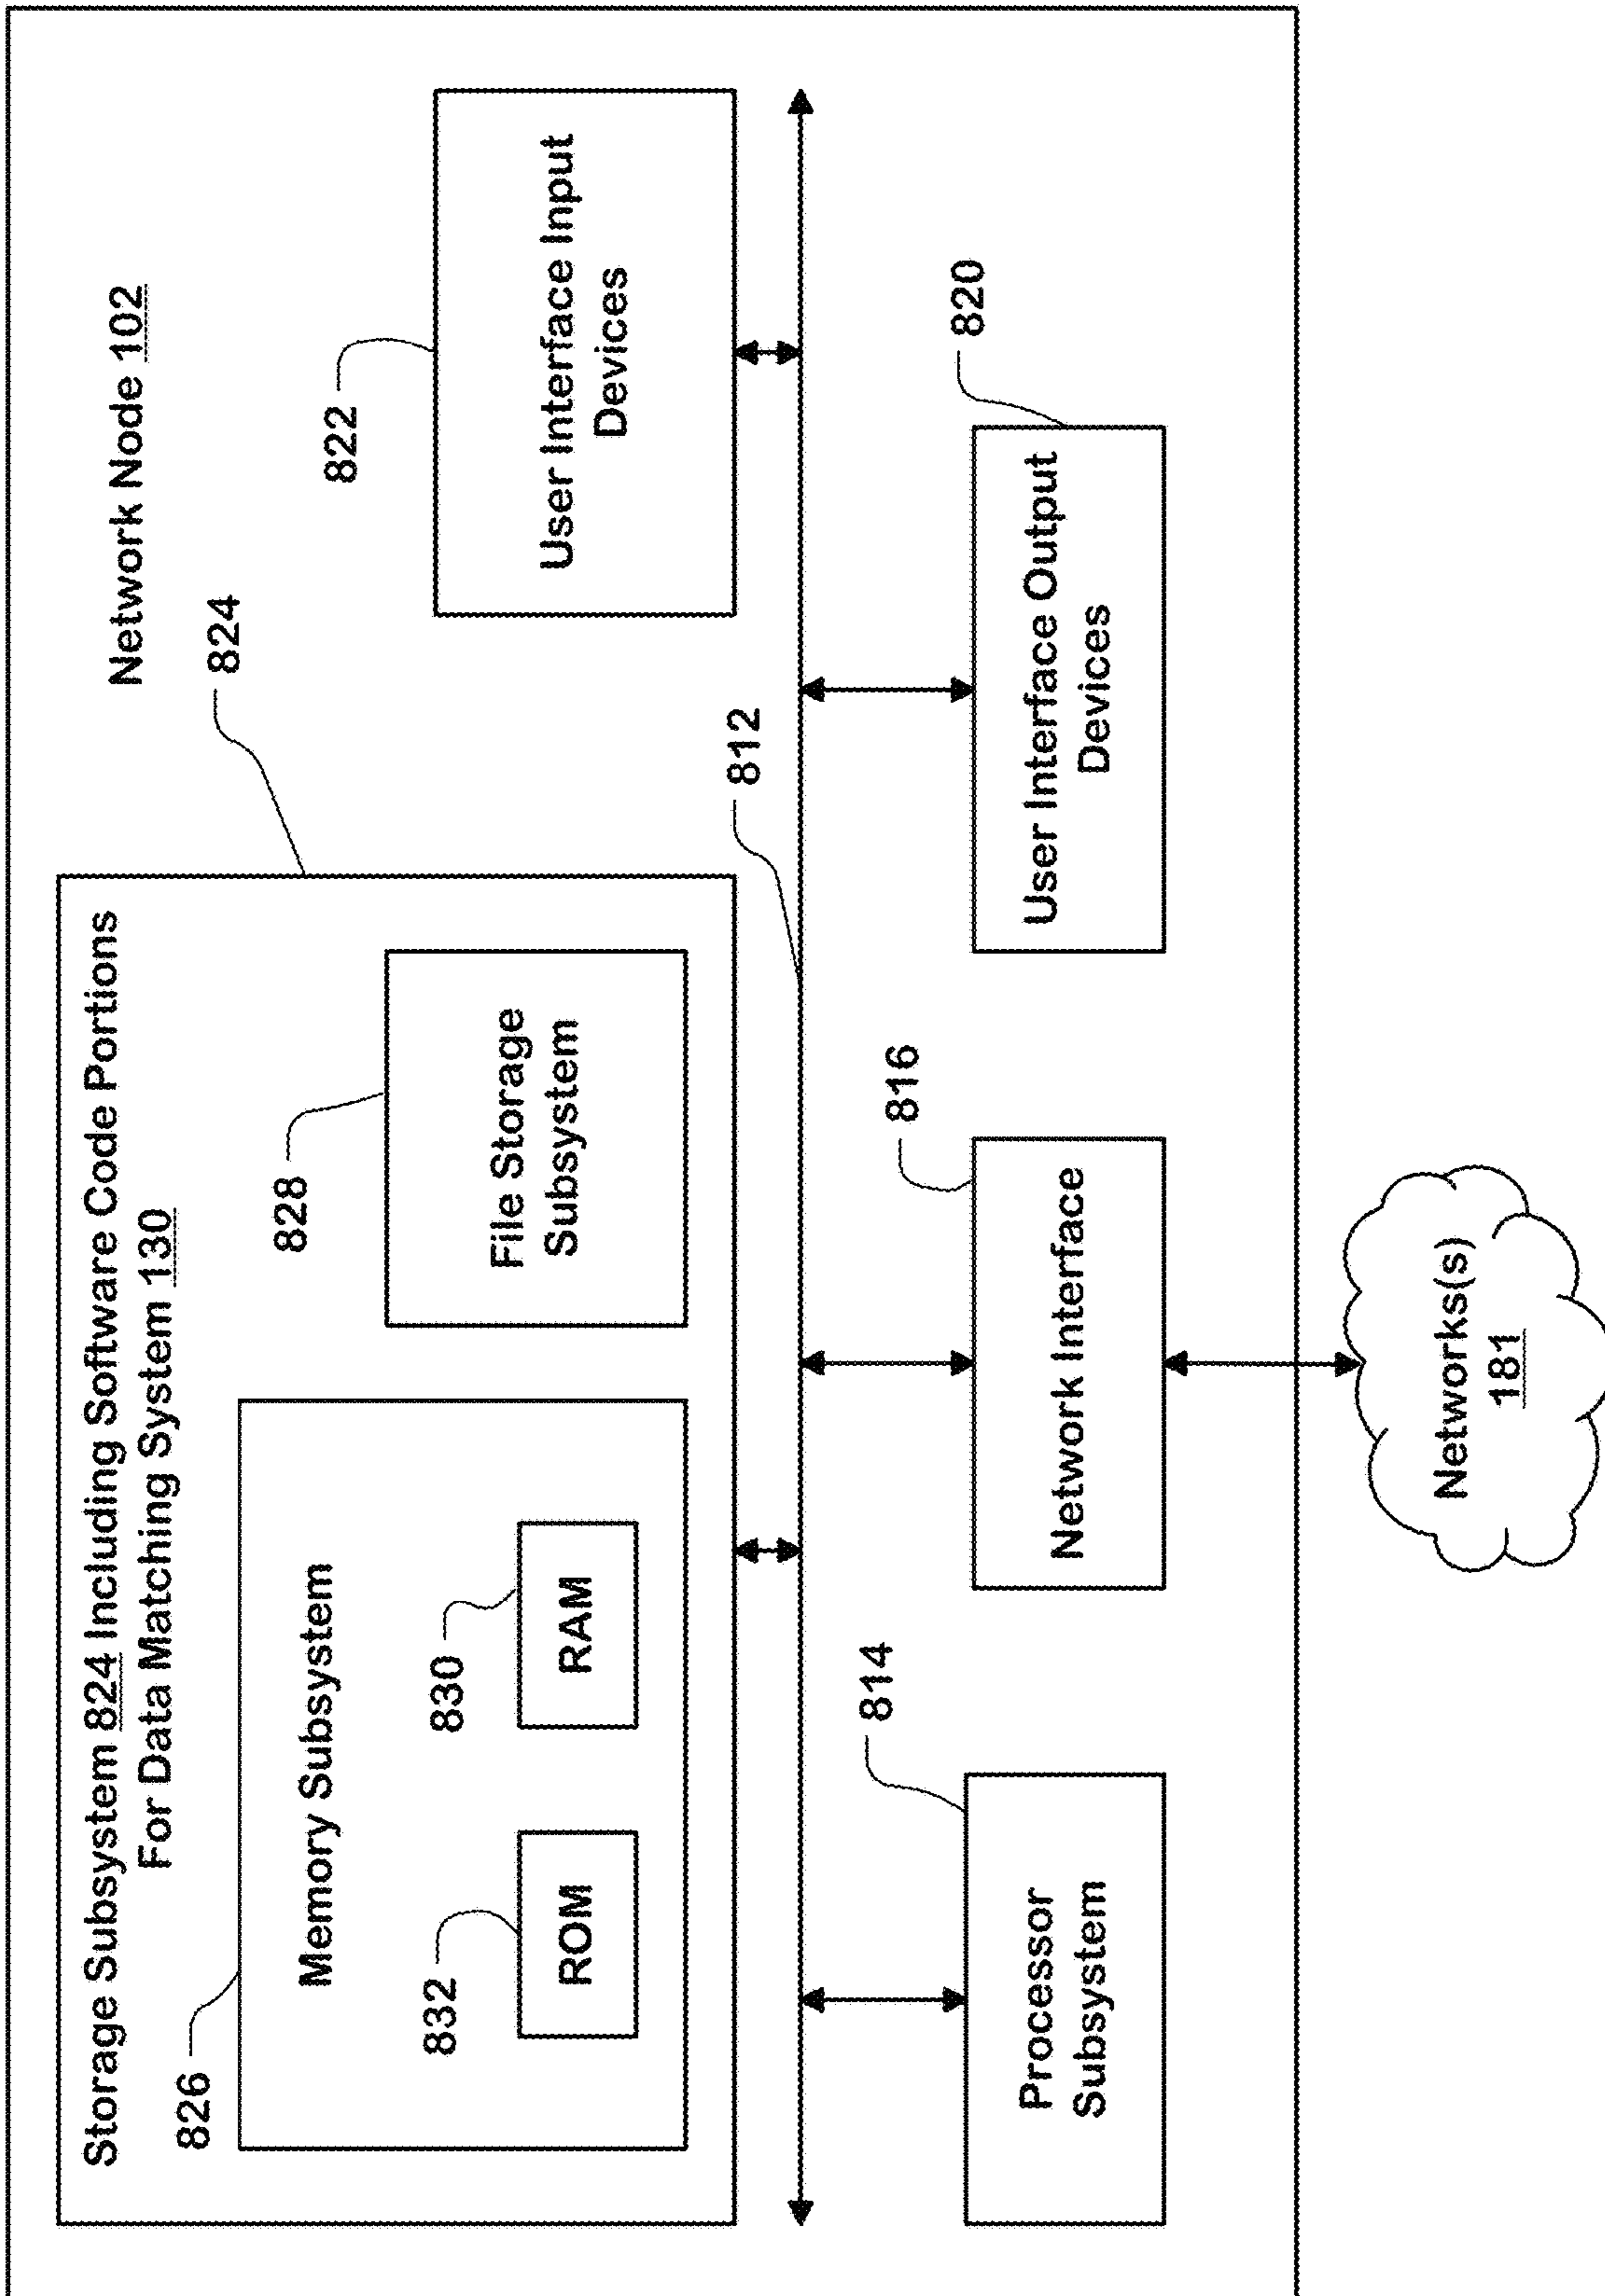 Network Node 102
Storage Subsystem 824 Including Software Code Portions
For Data Matching System 130
824
826
Memory Subsystem
832
ROM
830
RAM
828
File Storage
Subsystem
822
User Interface Input
Devices
812
814
Processor
Subsystem
816
Network Interface
820
User Interface Output
Devices
Networks(s)
181